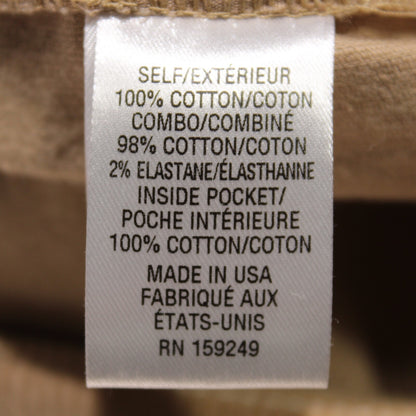 SELF/EXTÉRIEUR
100% COTTON/COTON
COMBO/COMBINÉ
98% COTTON/COTON
2% ELASTANE/ÉLASTHANNE
INSIDE POCKET/
POCHE INTÉRIEURE
100% COTTON/COTON
MADE IN USA
FABRIQUÉ AUX
ÉTATS-UNIS
RN 159249